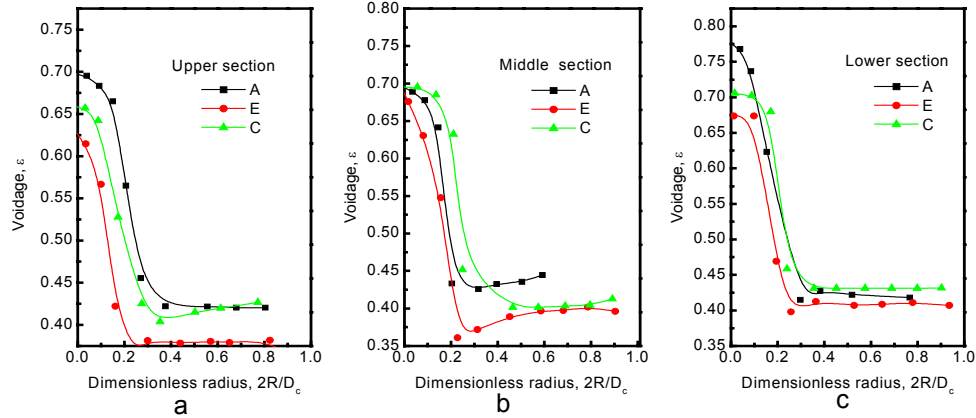 0.75
0.70
0.65
0.60
0.55
0.50
0.45
0.40
Voidage, ε
Upper section
A
E
C
0.0 0.2 0.4 0.6 0.8 1.0
Dimensionless radius, 2R/Dc
a
0.80
0.75
0.70
0.65
0.60
0.55
0.50
0.45
0.40
0.35
Voidage, ε
Middle section
A
E
C
0.0 0.2 0.4 0.6 0.8 1.0
Dimensionless radius, 2R/Dc
b
0.80
0.75
0.70
0.65
0.60
0.55
0.50
0.45
0.40
0.35
Voidage, ε
Lower section
A
E
C
0.0 0.2 0.4 0.6 0.8 1.0
Dimensionless radius, 2R/Dc
c